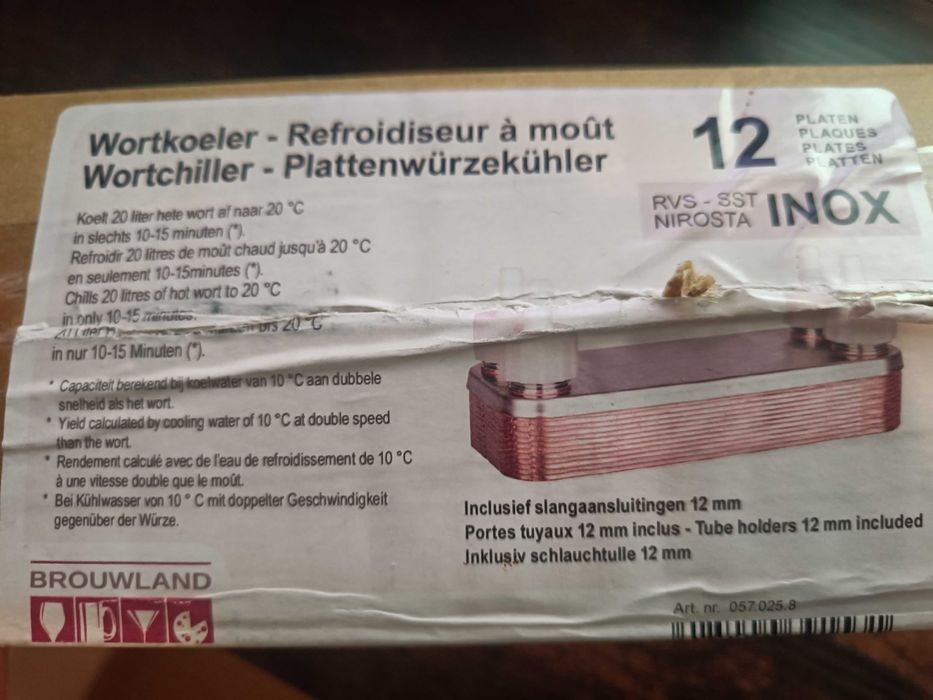 Wortkoeler - Refroidiseur à moût
Wortchiller - Plattenwürzekühler
12
PLATEN
PLAQUES
PLATES
PLATTEN
RVS - SST
NIROSTA
INOX
Koelt 20 liter hete wort af naar 20 °C
in slechts 10-15 minuten (*).
Refroidir 20 litres de moût chaud jusqu'à 20 °C
en seulement 10-15minutes (*).
Chills 20 litres of hot wort to 20 °C
in only 10-15 minutes.
bis 20 °C
in nur 10-15 Minuten (*).
* Capaciteit berekend bij koelwater van 10 °C aan dubbele
snelheid als het wort.
* Yield calculated by cooling water of 10 °C at double speed
than the wort.
* Rendement calculé avec de l'eau de refroidissement de 10 °C
à une vitesse double que le moût.
* Bei Kühlwasser von 10 ° C mit doppelter Geschwindigkeit
gegenüber der Würze.
Inclusief slangaansluitingen 12 mm
Portes tuyaux 12 mm inclus - Tube holders 12 mm included
Inklusiv schlauchtulle 12 mm
BROUWLAND
Art. nr. 057.025.8